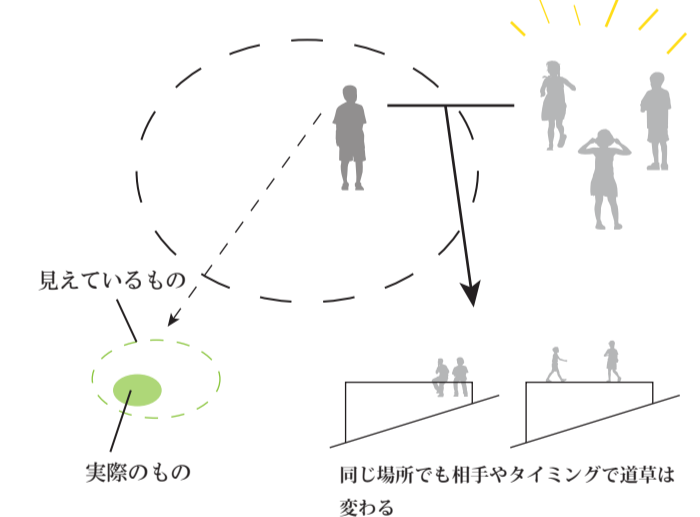 見えているもの
実際のもの
同じ場所でも相手やタイミングで道草は
変わる